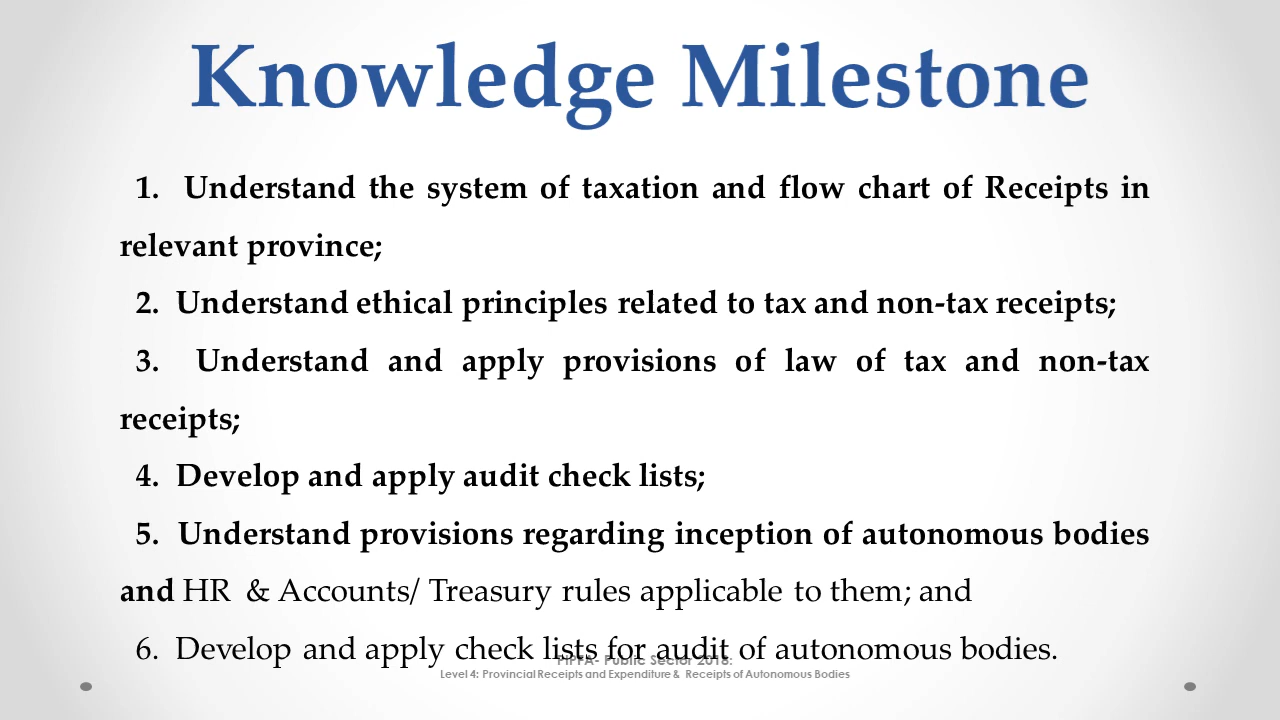 Knowledge Milestone
1. Understand the system of taxation and flow chart of Receipts in
relevant province;
2. Understand ethical principles related to tax and non-tax receipts;
3. Understand and apply provisions of law of tax and non-tax
receipts;
4. Develop and apply audit check lists;
5. Understand provisions regarding inception of autonomous bodies
and HR & Accounts/ Treasury rules applicable to them; and
6. Develop and apply check lists for audit of autonomous bodies.
PIPFA- Public Sector 2018:
Level 4: Provincial Receipts and Expenditure & Receipts of Autonomous Bodies